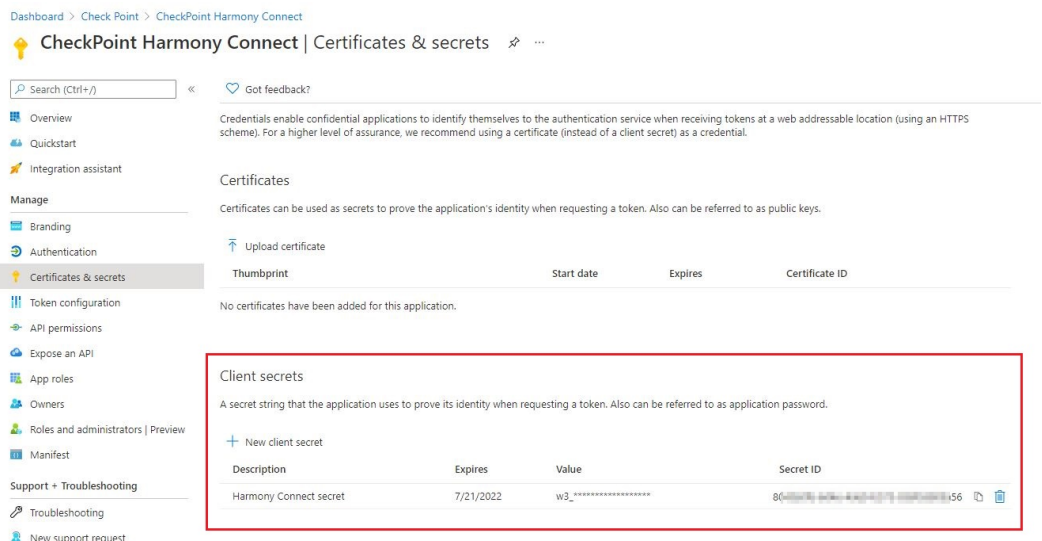 Dashboard > Check Point > CheckPoint Harmony Connect
CheckPoint Harmony Connect | Certificates & secrets ...
Search (Ctrl+/) «
Overview
Quickstart
Integration assistant
Manage
Branding
Authentication
Certificates & secrets
Token configuration
API permissions
Expose an API
App roles
Owners
Roles and administrators | Preview
Manifest
Support + Troubleshooting
Troubleshooting
New support request
Got feedback?
Credentials enable confidential applications to identify themselves to the authentication service when receiving tokens at a web addressable location (using an HTTPS
scheme). For a higher level of assurance, we recommend using a certificate (instead of a client secret) as a credential.
Certificates
Certificates can be used as secrets to prove the application's identity when requesting a token. Also can be referred to as public keys.
Upload certificate
Thumbprint Start date Expires Certificate ID
No certificates have been added for this application.
Client secrets
A secret string that the application uses to prove its identity when requesting a token. Also can be referred to as application password.
New client secret
Description Expires Value Secret ID
Harmony Connect secret 7/21/2022 w3_******************